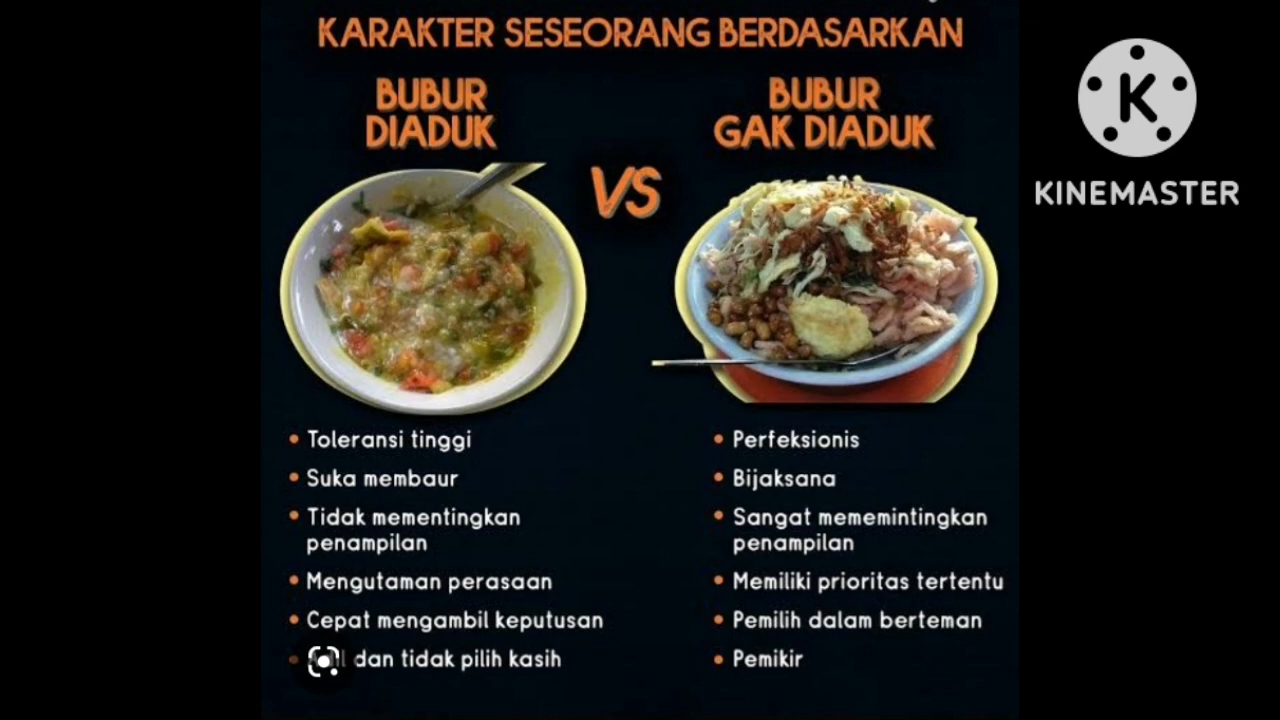 KARAKTER SESEORANG BERDASARKAN
BUBUR
DIADUK
VS
BUBUR
GAK DIADUK
• Toleransi tinggi
• Suka membaur
• Tidak mementingkan
penampilan
• Mengutaman perasaan
• Cepat mengambil keputusan
• dan tidak pilih kasih
• Perfeksionis
• Bijaksana
• Sangat mememintingkan
penampilan
• Memiliki prioritas tertentu
• Pemilih dalam berteman
• Pemikir
K
KINEMASTER